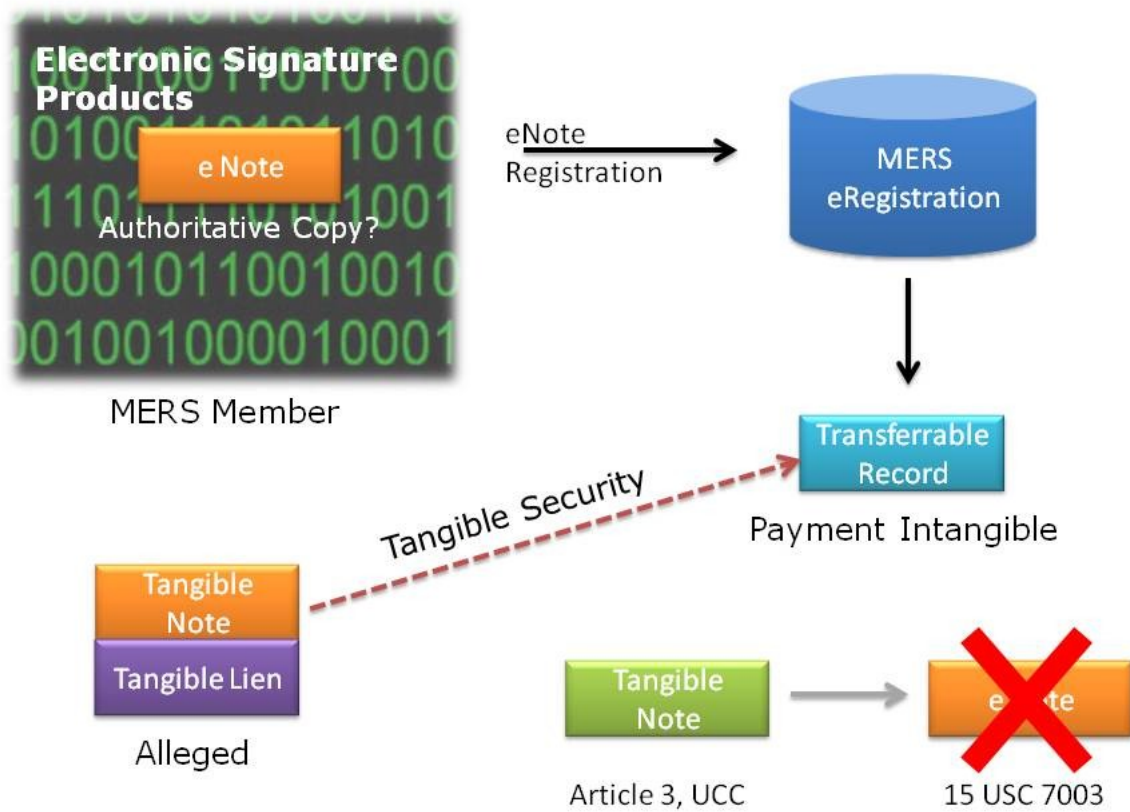 Electronic Signature
Products
e Note
Authoritative Copy?
MERS Member
eNote
Registration
MERS
eRegistration
Transferrable
Record
Payment Intangible
Tangible Security
Tangible
Note
Tangible Lien
Alleged
Tangible
Note
Article 3, UCC
15 USC 7003